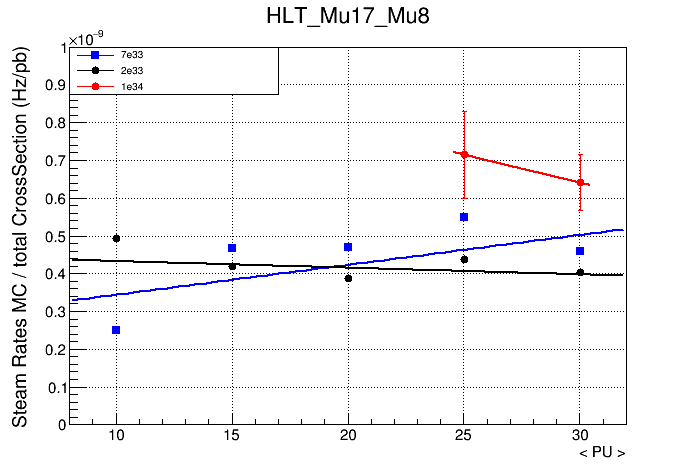 HLT_Mu17_Mu8
×10⁻⁹
Steam Rates MC / total CrossSection (Hz/pb)
7e33
2e33
1e34
1
0.9
0.8
0.7
0.6
0.5
0.4
0.3
0.2
0.1
0
10 15 20 25 30
< PU >